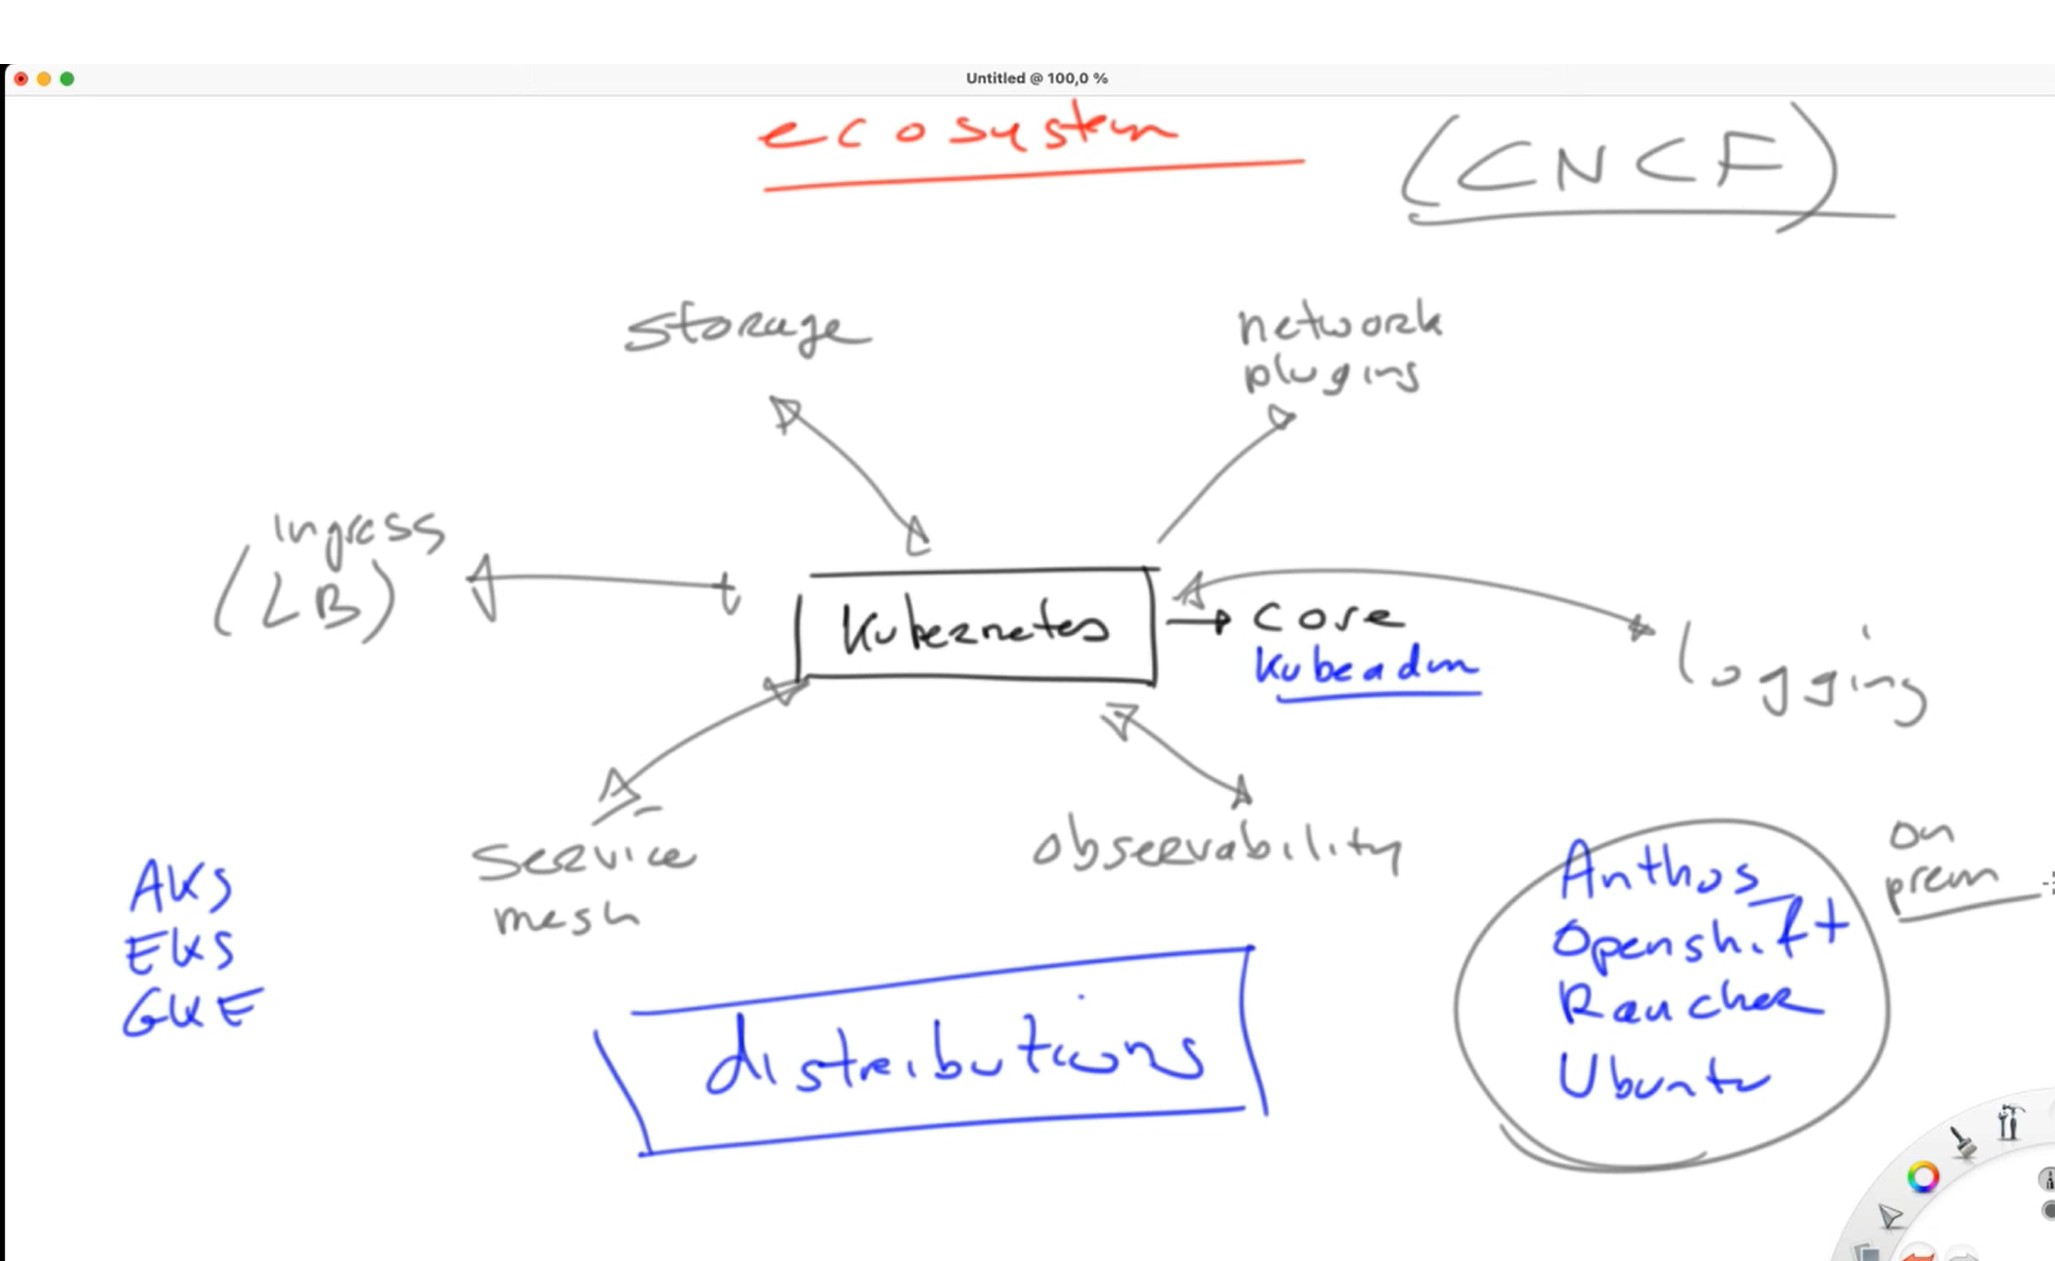 Untitled @ 100,0 %
ecosystem
(CNCF)
storage
network
plugins
ingress
(LB)
Kubernetes
core
Kubeadm
logging
service
mesh
observability
on
prem
AKS
EKS
GKE
distributions
Anthos
Openshift
Raucher
Ubuntu